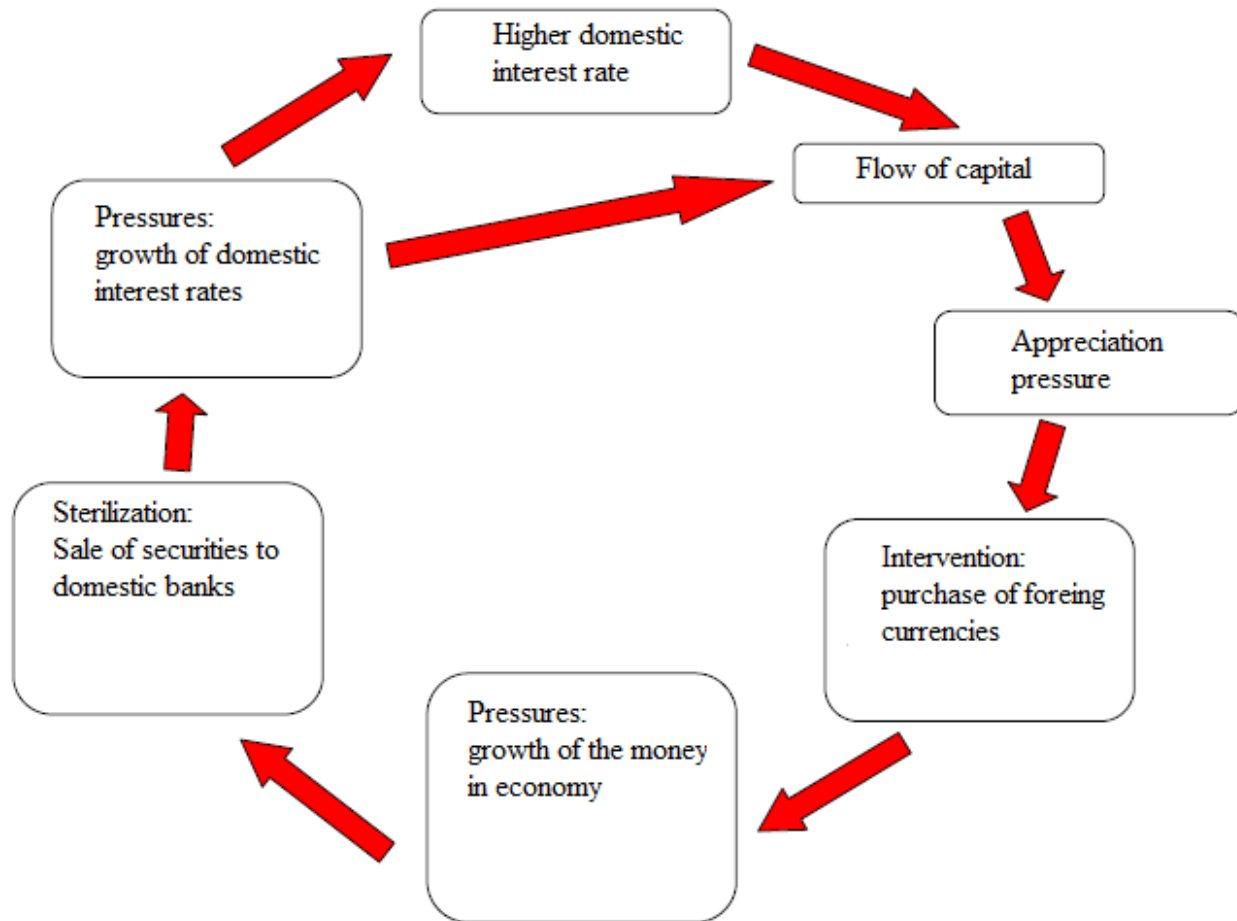 Higher domestic
interest rate
Flow of capital
Pressures:
growth of domestic
interest rates
Appreciation
pressure
Sterilization:
Sale of securities to
domestic banks
Intervention:
purchase of foreing
currencies
Pressures:
growth of the money
in economy